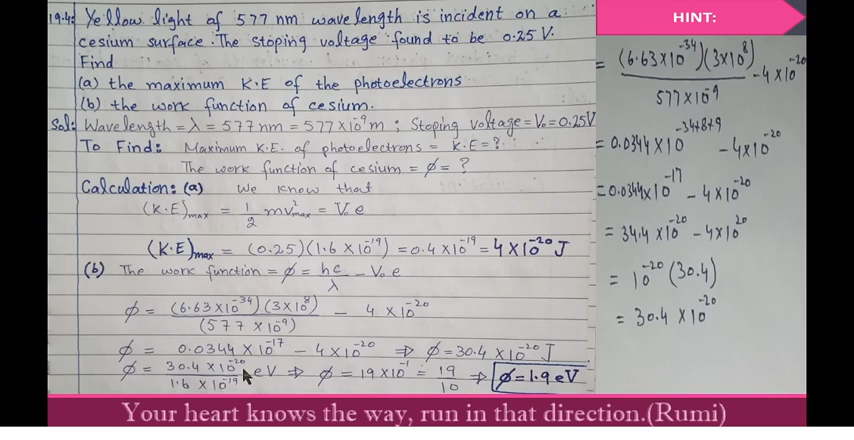 19.4: Yellow light of 577 nm wavelength is incident on a
cesium surface. The stoping voltage found to be 0.25 V.
Find
(a) the maximum K.E of the photoelectrons
(b) the work function of cesium.
Sol: Wavelength = λ = 577 nm = 577 × 10⁻⁹ m ; Stoping voltage = V₀ = 0.25V
To Find: Maximum K.E. of photoelectrons = K.E = ?
The work function of cesium = ϕ = ?
Calculation: (a) We know that
(K.E)max = 1/2 mv²max = V₀ e
(K.E)max = (0.25)(1.6 × 10⁻¹⁹) = 0.4 × 10⁻¹⁹ = 4 × 10⁻²⁰ J
(b) The work function = ϕ = hc/λ − V₀ e
ϕ = (6.63 × 10⁻³⁴)(3 × 10⁸)/(577 × 10⁻⁹) − 4 × 10⁻²⁰
ϕ = 0.0344 × 10⁻¹⁷ − 4 × 10⁻²⁰ ⇒ ϕ = 30.4 × 10⁻²⁰ J
ϕ = 30.4 × 10⁻²⁰/1.6 × 10⁻¹⁹ eV ⇒ ϕ = 19 × 10⁻¹ = 19/10 ⇒ ϕ = 1.9 eV
HINT:
= (6.63 × 10⁻³⁴)(3 × 10⁸)/577 × 10⁻⁹ − 4 × 10⁻²⁰
= 0.0344 × 10⁻³⁴⁺⁸⁺⁹ − 4 × 10⁻²⁰
= 0.0344 × 10⁻¹⁷ − 4 × 10⁻²⁰
= 34.4 × 10⁻²⁰ − 4 × 10²⁰
= 10⁻²⁰ (30.4)
= 30.4 × 10⁻²⁰
Your heart knows the way, run in that direction.(Rumi)